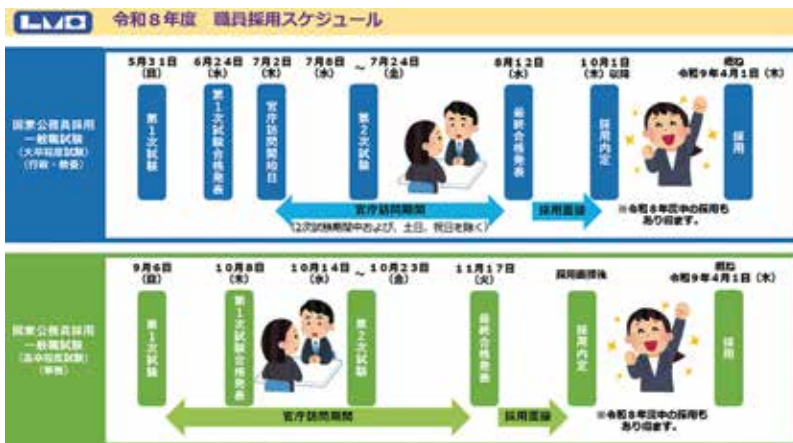 LMO 令和8年度 職員採用スケジュール
5月31日(日)
6月24日(水)
7月2日(木)
7月8日(水) ～ 7月24日(金)
8月12日(水)
10月1日(木)以降
概ね
令和9年4月1日(木)
国家公務員採用
一般職試験
(大卒程度試験)
(行政・教養)
第1次試験
第1次試験合格発表
官庁訪問開始日
第2次試験
最終合格発表
採用内定
採用
官庁訪問期間
(2次試験期間中および、土日、祝日を除く)
採用面接
※令和8年度中の採用も
あり得ます。
9月6日(日)
10月8日(木)
10月14日(水) ～ 10月23日(金)
11月17日(火)
採用面接後
概ね
令和9年4月1日(木)
国家公務員採用
一般職試験
(高卒程度試験)
(事務)
第1次試験
第1次試験合格発表
第2次試験
最終合格発表
採用内定
採用
官庁訪問期間
採用面接
※令和8年度中の採用も
あり得ます。